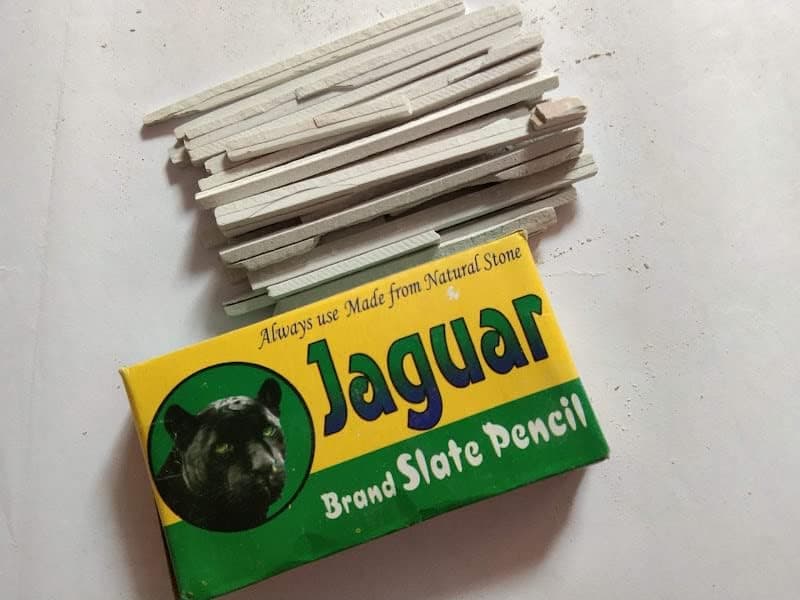 Always use Made from Natural Stone
Jaguar
Brand Slate Pencil